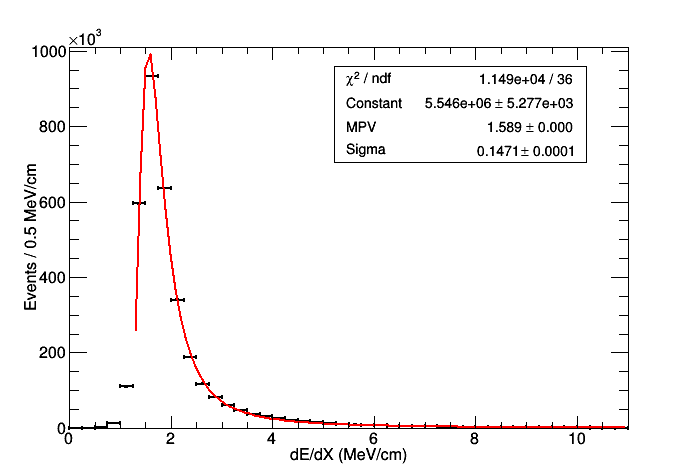 ×10³
1000
800
600
400
200
0
Events / 0.5 MeV/cm
χ² / ndf 1.149e+04 / 36
Constant 5.546e+06 ± 5.277e+03
MPV 1.589 ± 0.000
Sigma 0.1471 ± 0.0001
0 2 4 6 8 10
dE/dX (MeV/cm)